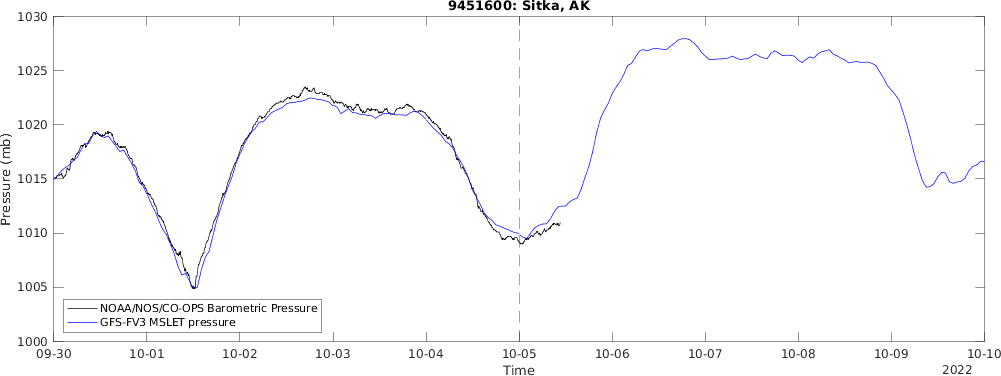 9451600: Sitka, AK
Pressure (mb)
1030
1025
1020
1015
1010
1005
1000
NOAA/NOS/CO-OPS Barometric Pressure
GFS-FV3 MSLET pressure
09-30 10-01 10-02 10-03 10-04 10-05 10-06 10-07 10-08 10-09 10-10
Time
2022